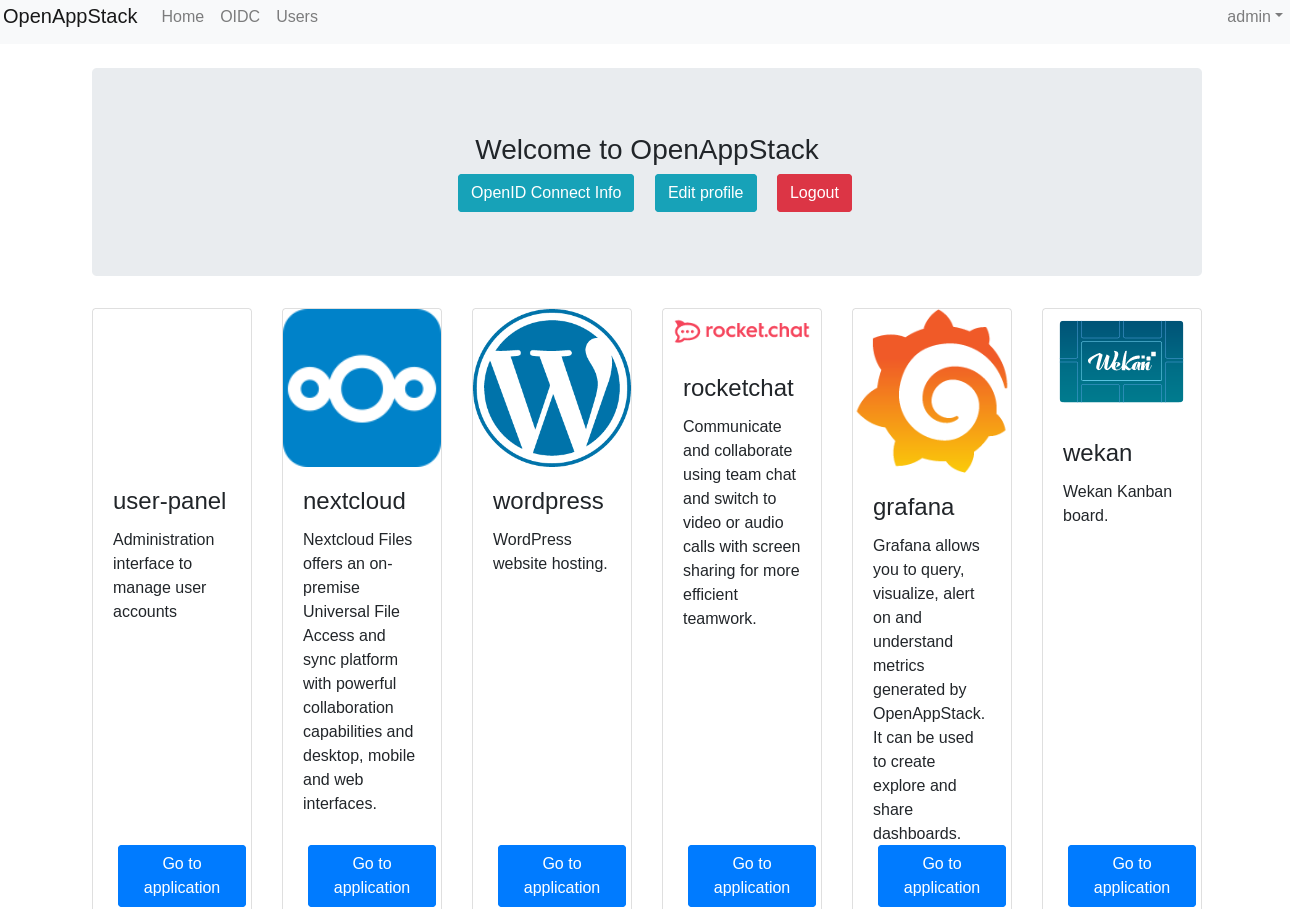 OpenAppStack Home OIDC Users admin
Welcome to OpenAppStack
OpenID Connect Info Edit profile Logout
user-panel
Administration
interface to
manage user
accounts
Go to
application
nextcloud
Nextcloud Files
offers an on-
premise
Universal File
Access and
sync platform
with powerful
collaboration
capabilities and
desktop, mobile
and web
interfaces.
Go to
application
W
wordpress
WordPress
website hosting.
Go to
application
rocket.chat
rocketchat
Communicate
and collaborate
using team chat
and switch to
video or audio
calls with screen
sharing for more
efficient
teamwork.
Go to
application
grafana
Grafana allows
you to query,
visualize, alert
on and
understand
metrics
generated by
OpenAppStack.
It can be used
to create
explore and
share
dashboards.
Go to
application
Wekan
wekan
Wekan Kanban
board.
Go to
application